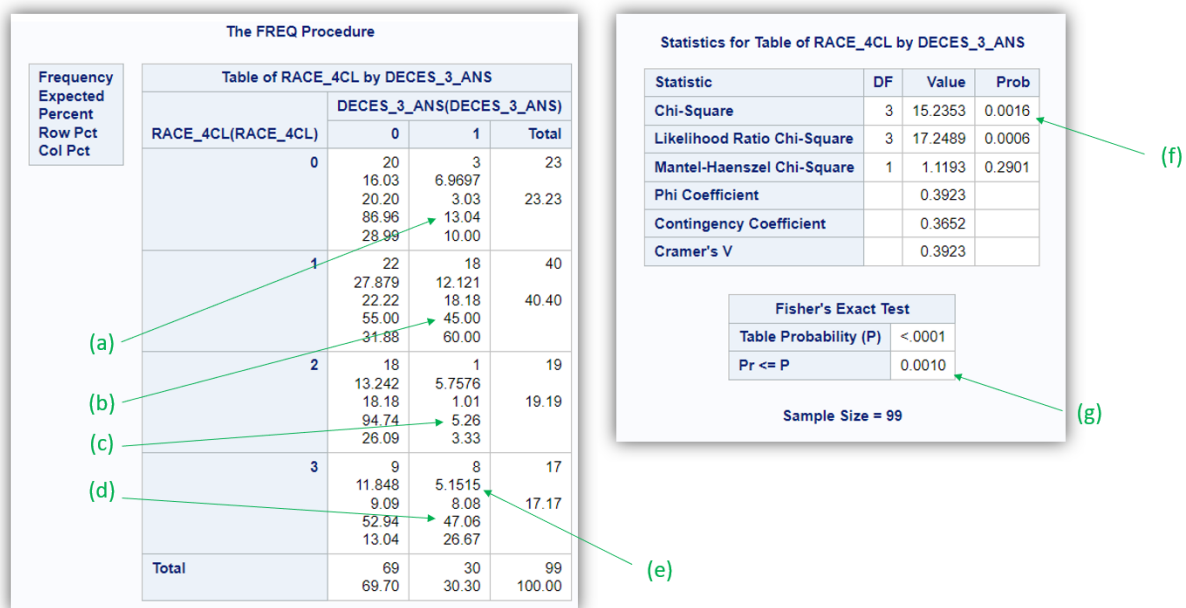 The FREQ Procedure
Frequency
Expected
Percent
Row Pct
Col Pct
Table of RACE_4CL by DECES_3_ANS
DECES_3_ANS(DECES_3_ANS)
RACE_4CL(RACE_4CL) 0 1 Total
0 20 3 23
16.03 6.9697
20.20 3.03 23.23
86.96 13.04
28.99 10.00
1 22 18 40
27.879 12.121
22.22 18.18 40.40
55.00 45.00
31.88 60.00
2 18 1 19
13.242 5.7576
18.18 1.01 19.19
94.74 5.26
26.09 3.33
3 9 8 17
11.848 5.1515
9.09 8.08 17.17
52.94 47.06
13.04 26.67
Total 69 30 99
69.70 30.30 100.00
(a)
(b)
(c)
(d)
(e)
Statistics for Table of RACE_4CL by DECES_3_ANS
Statistic DF Value Prob
Chi-Square 3 15.2353 0.0016
Likelihood Ratio Chi-Square 3 17.2489 0.0006
Mantel-Haenszel Chi-Square 1 1.1193 0.2901
Phi Coefficient 0.3923
Contingency Coefficient 0.3652
Cramer's V 0.3923
(f)
Fisher's Exact Test
Table Probability (P) <.0001
Pr <= P 0.0010
(g)
Sample Size = 99